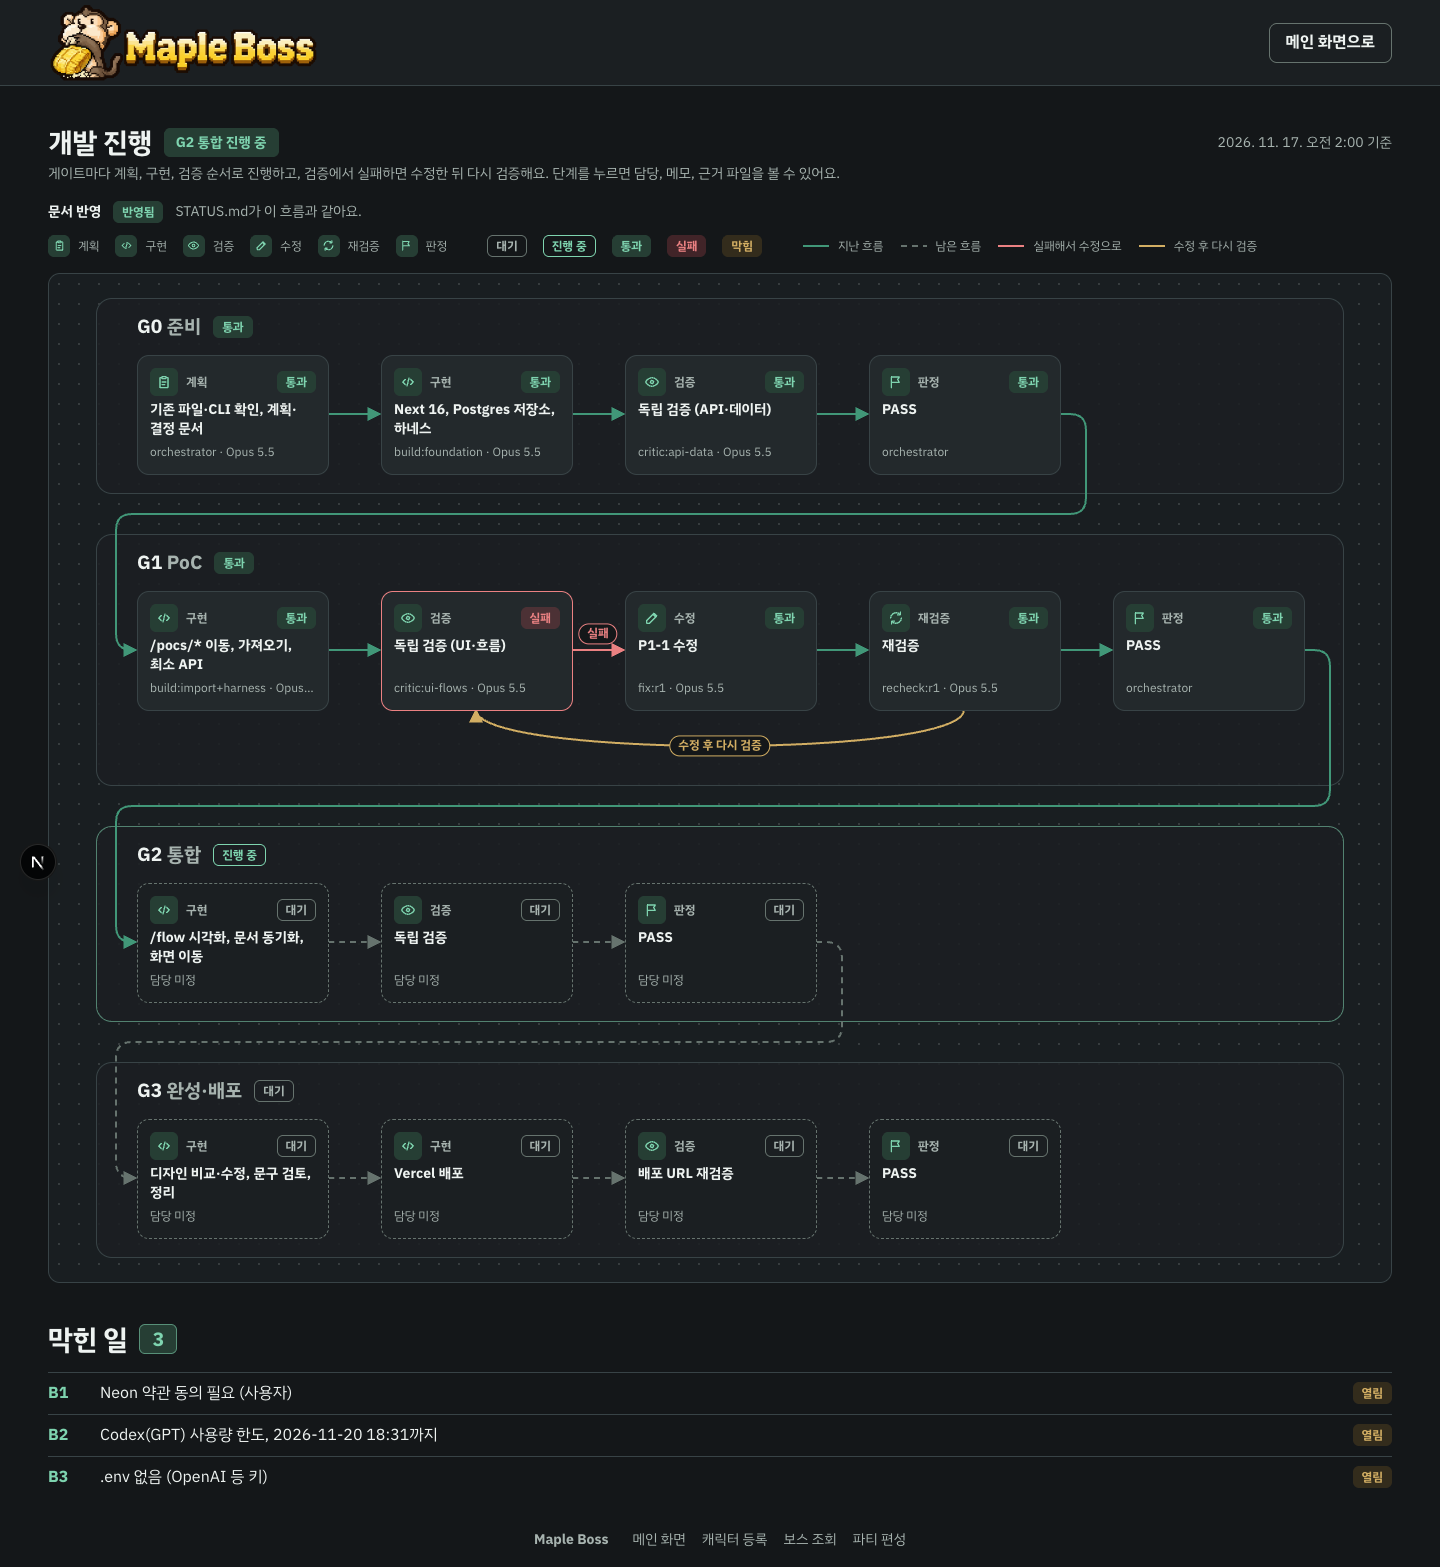 Maple Boss
메인 화면으로
개발 진행
G2 통합 진행 중
2026. 11. 17. 오전 2:00 기준
게이트마다 계획, 구현, 검증 순서로 진행하고, 검증에서 실패하면 수정한 뒤 다시 검증해요. 단계를 누르면 담당, 메모, 근거 파일을 볼 수 있어요.
문서 반영
반영됨
STATUS.md가 이 흐름과 같아요.
계획
구현
검증
수정
재검증
판정
대기
진행 중
통과
실패
막힘
지난 흐름
남은 흐름
실패해서 수정으로
수정 후 다시 검증
G0 준비
통과
계획
통과
기존 파일·CLI 확인, 계획·
결정 문서
orchestrator · Opus 5.5
구현
통과
Next 16, Postgres 저장소,
하네스
build:foundation · Opus 5.5
검증
통과
독립 검증 (API·데이터)
critic:api-data · Opus 5.5
판정
통과
PASS
orchestrator
G1 PoC
통과
구현
통과
/pocs/* 이동, 가져오기,
최소 API
build:import+harness · Opus...
검증
실패
독립 검증 (UI·흐름)
critic:ui-flows · Opus 5.5
실패
수정
통과
P1-1 수정
fix:r1 · Opus 5.5
재검증
통과
재검증
recheck:r1 · Opus 5.5
판정
통과
PASS
orchestrator
수정 후 다시 검증
G2 통합
진행 중
구현
대기
/flow 시각화, 문서 동기화,
화면 이동
담당 미정
검증
대기
독립 검증
담당 미정
판정
대기
PASS
담당 미정
G3 완성·배포
대기
구현
대기
디자인 비교·수정, 문구 검토,
정리
담당 미정
구현
대기
Vercel 배포
담당 미정
검증
대기
배포 URL 재검증
담당 미정
판정
대기
PASS
담당 미정
N
막힌 일
3
B1
Neon 약관 동의 필요 (사용자)
열림
B2
Codex(GPT) 사용량 한도, 2026-11-20 18:31까지
열림
B3
.env 없음 (OpenAI 등 키)
열림
Maple Boss
메인 화면
캐릭터 등록
보스 조회
파티 편성